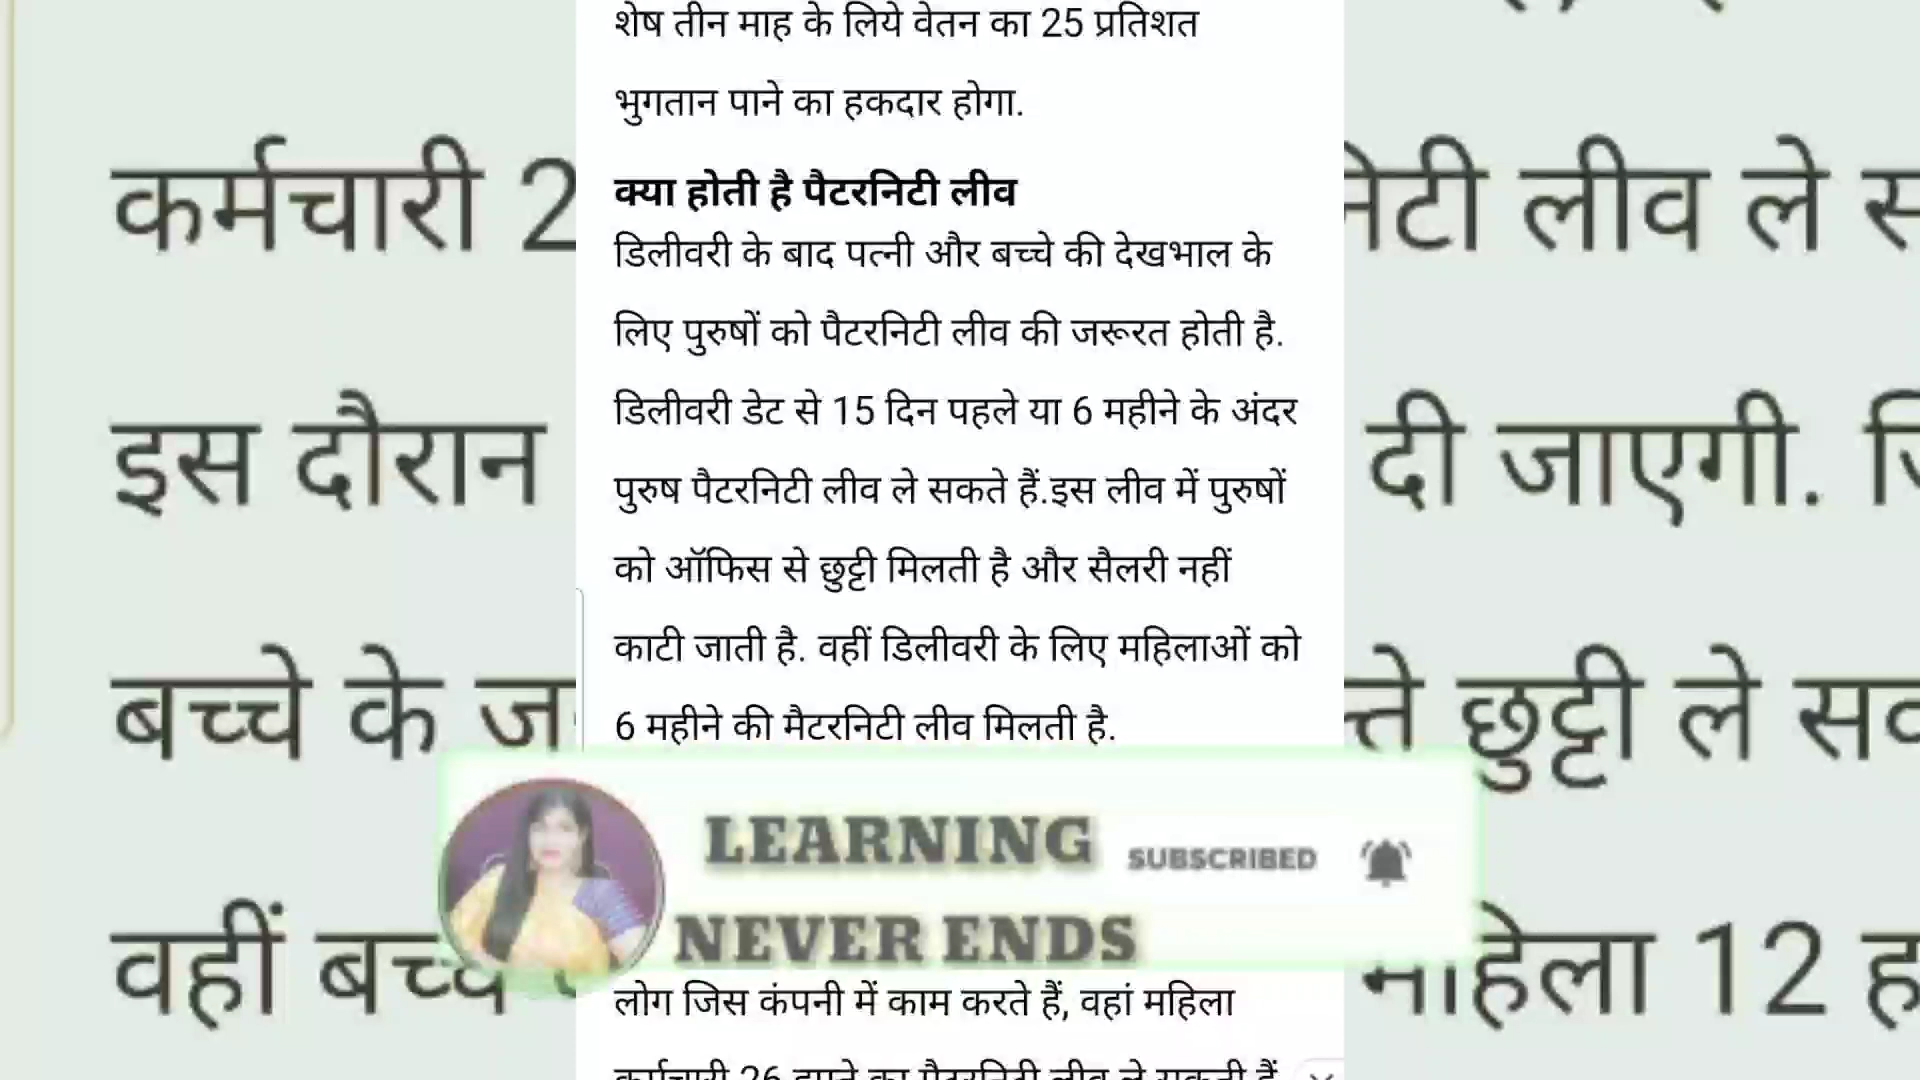 शेष तीन माह के लिये वेतन का 25 प्रतिशत
भुगतान पाने का हकदार होगा.
क्या होती है पैटरनिटी लीव
डिलीवरी के बाद पत्नी और बच्चे की देखभाल के
लिए पुरुषों को पैटरनिटी लीव की जरूरत होती है.
डिलीवरी डेट से 15 दिन पहले या 6 महीने के अंदर
पुरुष पैटरनिटी लीव ले सकते हैं.इस लीव में पुरुषों
को ऑफिस से छुट्टी मिलती है और सैलरी नहीं
काटी जाती है. वहीं डिलीवरी के लिए महिलाओं को
6 महीने की मैटरनिटी लीव मिलती है.
LEARNING
NEVER ENDS
SUBSCRIBED
लोग जिस कंपनी में काम करते हैं, वहां महिला
कर्मचारी 2
लीव ले
इस दौरान
दी जाएगी.
बच्चे के
छुट्टी ले
वहीं
12